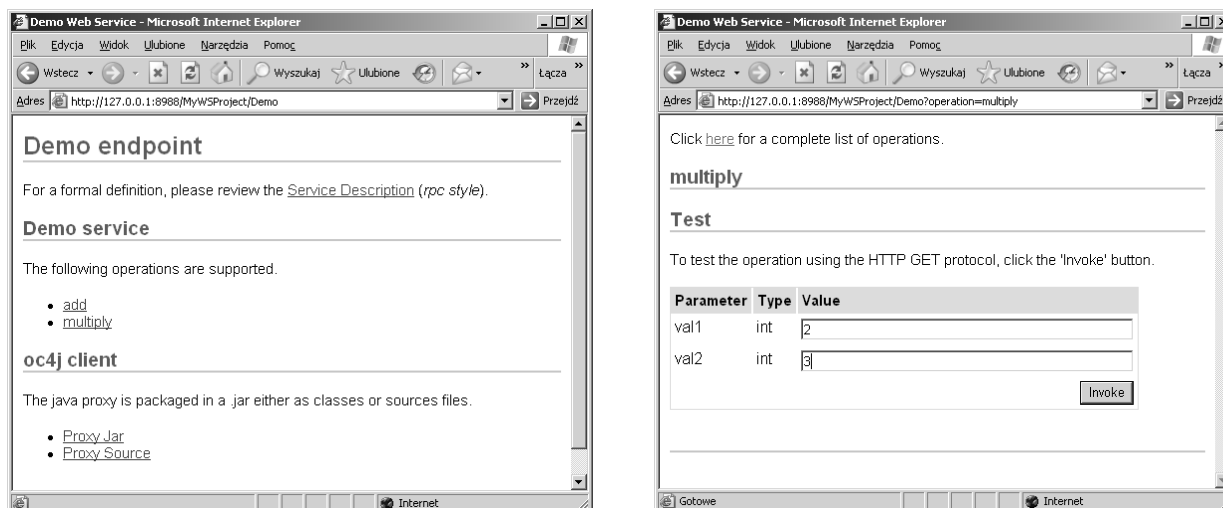 Demo Web Service - Microsoft Internet Explorer
Plik Edycja Widok Ulubione Narzędzia Pomoc
Wstecz Wyszukaj Ulubione » Łącza »
Adres http://127.0.0.1:8988/MyWSProject/Demo Przejdź
Demo endpoint
For a formal definition, please review the Service Description (rpc style).
Demo service
The following operations are supported.
• add
• multiply
oc4j client
The java proxy is packaged in a .jar either as classes or sources files.
• Proxy Jar
• Proxy Source
Internet
Demo Web Service - Microsoft Internet Explorer
Plik Edycja Widok Ulubione Narzędzia Pomoc
Wstecz Wyszukaj Ulubione » Łącza »
Adres http://127.0.0.1:8988/MyWSProject/Demo?operation=multiply Przejdź
Click here for a complete list of operations.
multiply
Test
To test the operation using the HTTP GET protocol, click the 'Invoke' button.
Parameter Type Value
val1 int 2
val2 int 3
Invoke
Gotowe Internet